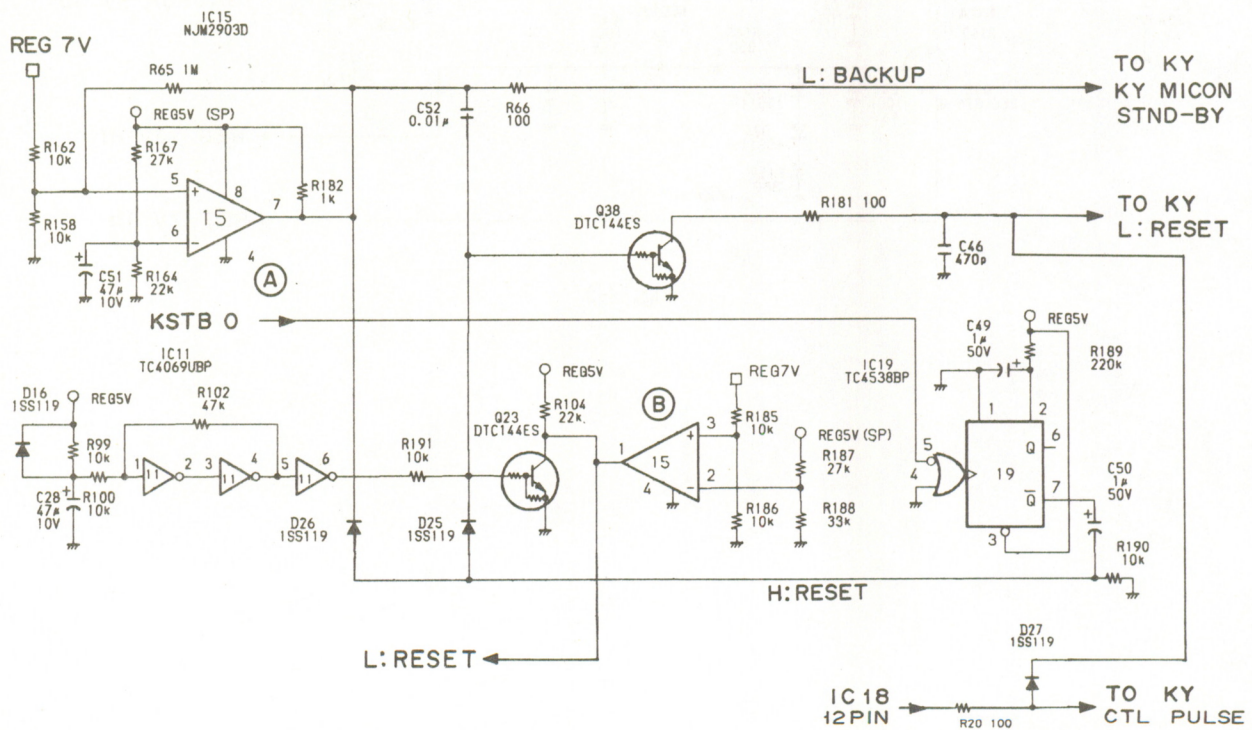 IC15
NJM2903D
REG 7V
R65 1M
L: BACKUP
TO KY
KY MICON
STND-BY
C52
0.01μ
R66
100
REG5V (SP)
R162
10k
R167
27k
5
+
8
15
7
R182
1k
R158
10k
6
-
4
C51
47μ
10V
+
R164
22k
A
Q38
DTC144ES
R181 100
TO KY
L: RESET
C46
470p
KSTB 0
IC11
TC4069UBP
D16
1SS119
REG5V
R102
47k
R99
10k
1
11
2
3
11
4
5
11
6
R191
10k
+
C28
47μ
10V
R100
10k
D26
1SS119
D25
1SS119
Q23
DTC144ES
REG5V
R104
22k
B
REG7V
R185
10k
REG5V (SP)
R187
27k
1
15
+
3
4
-
2
R186
10k
R188
33k
IC19
TC4538BP
C49
1μ
50V
+
REG5V
R189
220k
1
2
5
4
19
Q
6
Q̅
7
3
C50
1μ
50V
+
R190
10k
H: RESET
L: RESET
D27
1SS119
IC18
12PIN
R20 100
TO KY
CTL PULSE